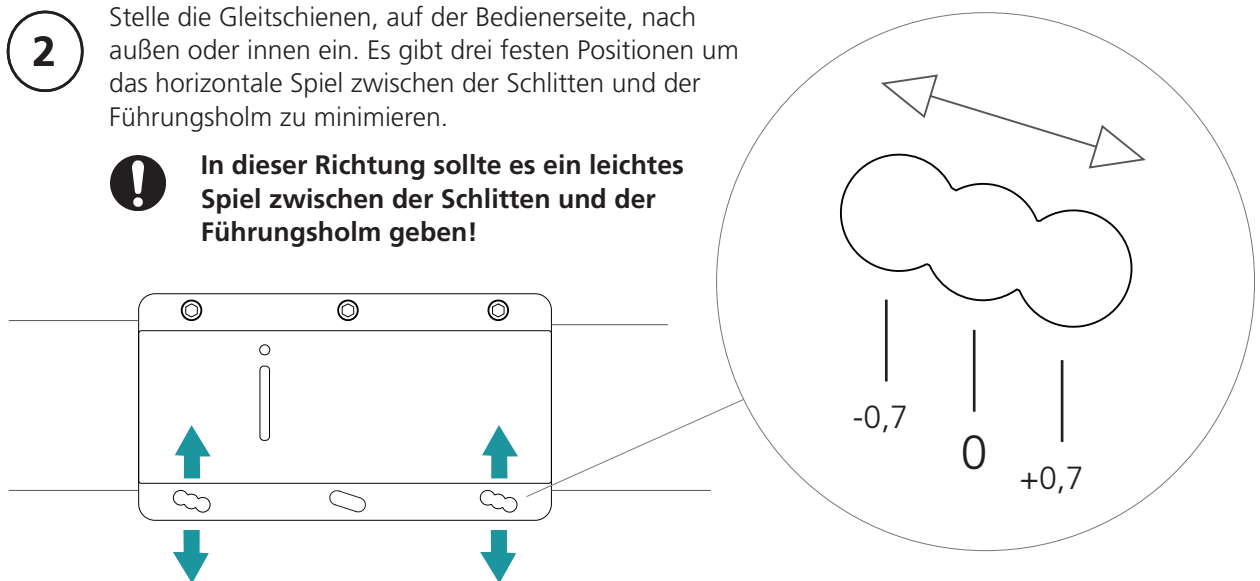 2
Stelle die Gleitschienen, auf der Bedienerseite, nach
außen oder innen ein. Es gibt drei festen Positionen um
das horizontale Spiel zwischen der Schlitten und der
Führungsholm zu minimieren.
In dieser Richtung sollte es ein leichtes
Spiel zwischen der Schlitten und der
Führungsholm geben!
-0,7
0
+0,7